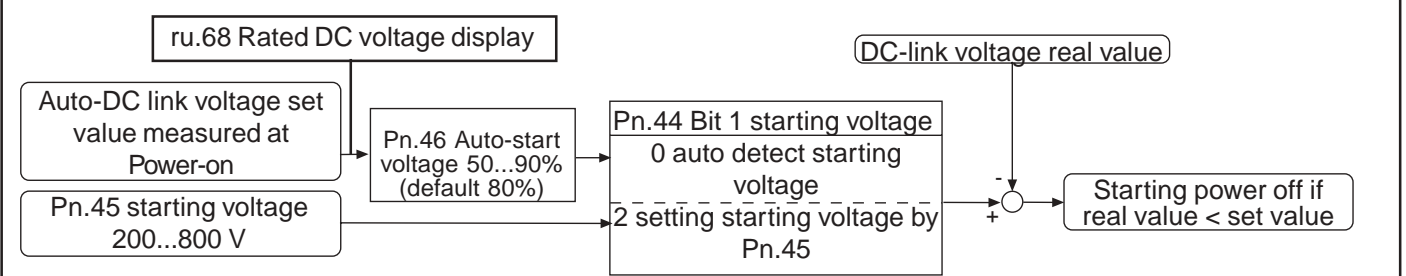 ru.68 Rated DC voltage display
DC-link voltage real value
Auto-DC link voltage set
value measured at
Power-on
Pn.46 Auto-start
voltage 50...90%
(default 80%)
Pn.44 Bit 1 starting voltage
0 auto detect starting
voltage
2 setting starting voltage by
Pn.45
Pn.45 starting voltage
200...800 V
-
+
Starting power off if
real value < set value